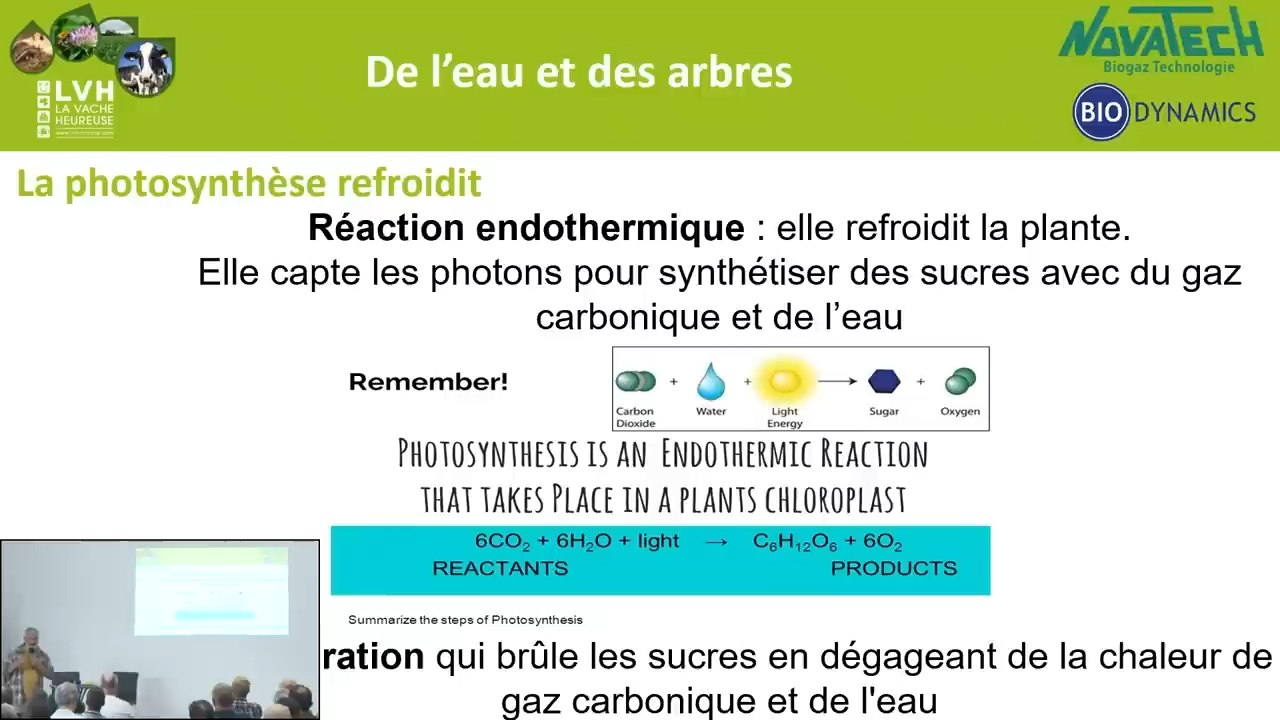 De l'eau et des arbres
LVH
LA VACHE
HEUREUSE
NOVATECH
Biogaz Technologie
BIO DYNAMICS
La photosynthèse refroidit
Réaction endothermique : elle refroidit la plante.
Elle capte les photons pour synthétiser des sucres avec du gaz
carbonique et de l’eau
Remember!
+ + + 
Carbon Dioxide
Water
Light Energy
Sugar
Oxygen
Photosynthesis is an Endothermic Reaction
that takes Place in a plants chloroplast
6CO₂ + 6H₂O + light → C₆H₁₂O₆ + 6O₂
REACTANTS PRODUCTS
Summarize the steps of Photosynthesis
ration qui brûle les sucres en dégageant de la chaleur de
gaz carbonique et de l'eau